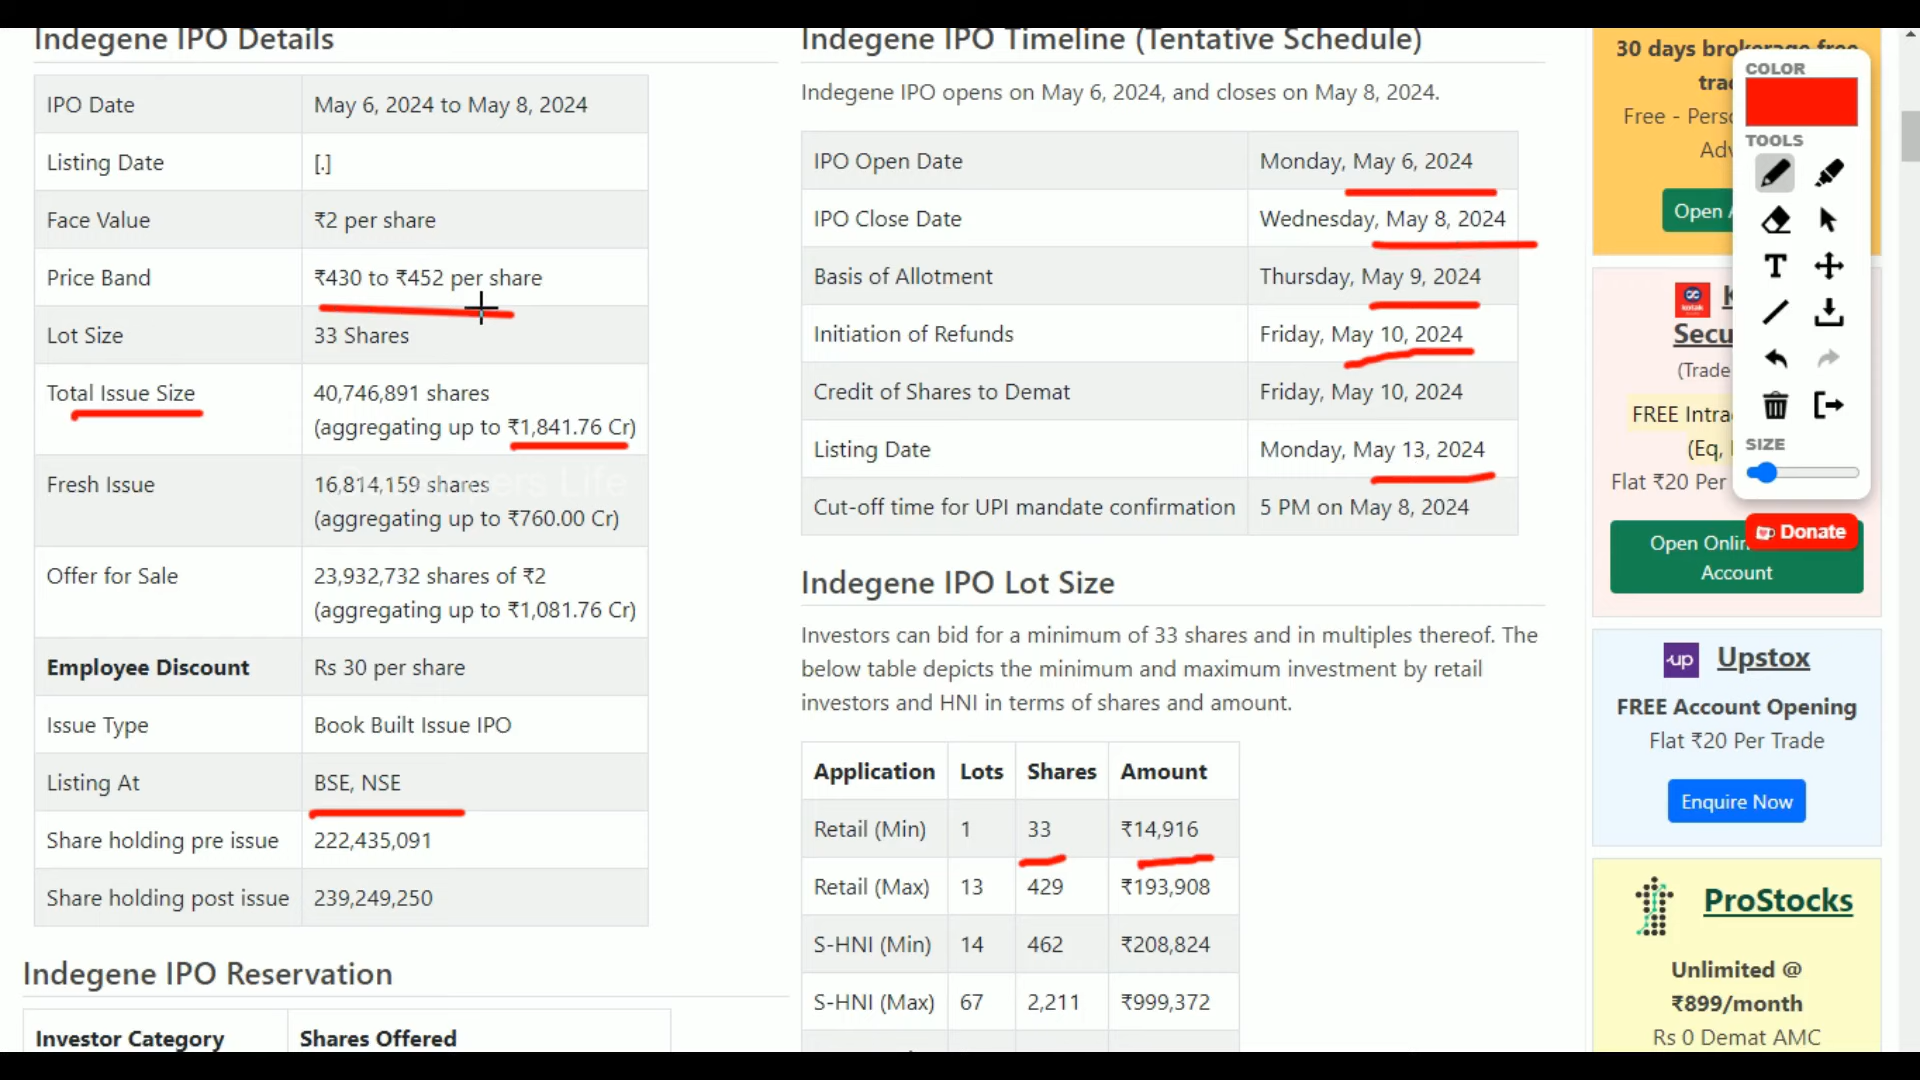 Indegene IPO Details
IPO Date May 6, 2024 to May 8, 2024
Listing Date [.]
Face Value ₹2 per share
Price Band ₹430 to ₹452 per share
Lot Size 33 Shares
Total Issue Size 40,746,891 shares
(aggregating up to ₹1,841.76 Cr)
Fresh Issue 16,814,159 shares
(aggregating up to ₹760.00 Cr)
Offer for Sale 23,932,732 shares of ₹2
(aggregating up to ₹1,081.76 Cr)
Employee Discount Rs 30 per share
Issue Type Book Built Issue IPO
Listing At BSE, NSE
Share holding pre issue 222,435,091
Share holding post issue 239,249,250
Indegene IPO Reservation
Investor Category Shares Offered
Indegene IPO Timeline (Tentative Schedule)
Indegene IPO opens on May 6, 2024, and closes on May 8, 2024.
IPO Open Date Monday, May 6, 2024
IPO Close Date Wednesday, May 8, 2024
Basis of Allotment Thursday, May 9, 2024
Initiation of Refunds Friday, May 10, 2024
Credit of Shares to Demat Friday, May 10, 2024
Listing Date Monday, May 13, 2024
Cut-off time for UPI mandate confirmation 5 PM on May 8, 2024
Indegene IPO Lot Size
Investors can bid for a minimum of 33 shares and in multiples thereof. The
below table depicts the minimum and maximum investment by retail
investors and HNI in terms of shares and amount.
Application Lots Shares Amount
Retail (Min) 1 33 ₹14,916
Retail (Max) 13 429 ₹193,908
S-HNI (Min) 14 462 ₹208,824
S-HNI (Max) 67 2,211 ₹999,372
30 days brokerage free
Free -
Open
kotak
(Trade
FREE
(Eq,
Flat ₹20 Per
Open
Account
COLOR
TOOLS
SIZE
Donate
up Upstox
FREE Account Opening
Flat ₹20 Per Trade
Enquire Now
ProStocks
Unlimited @
₹899/month
Rs 0 Demat AMC
Life